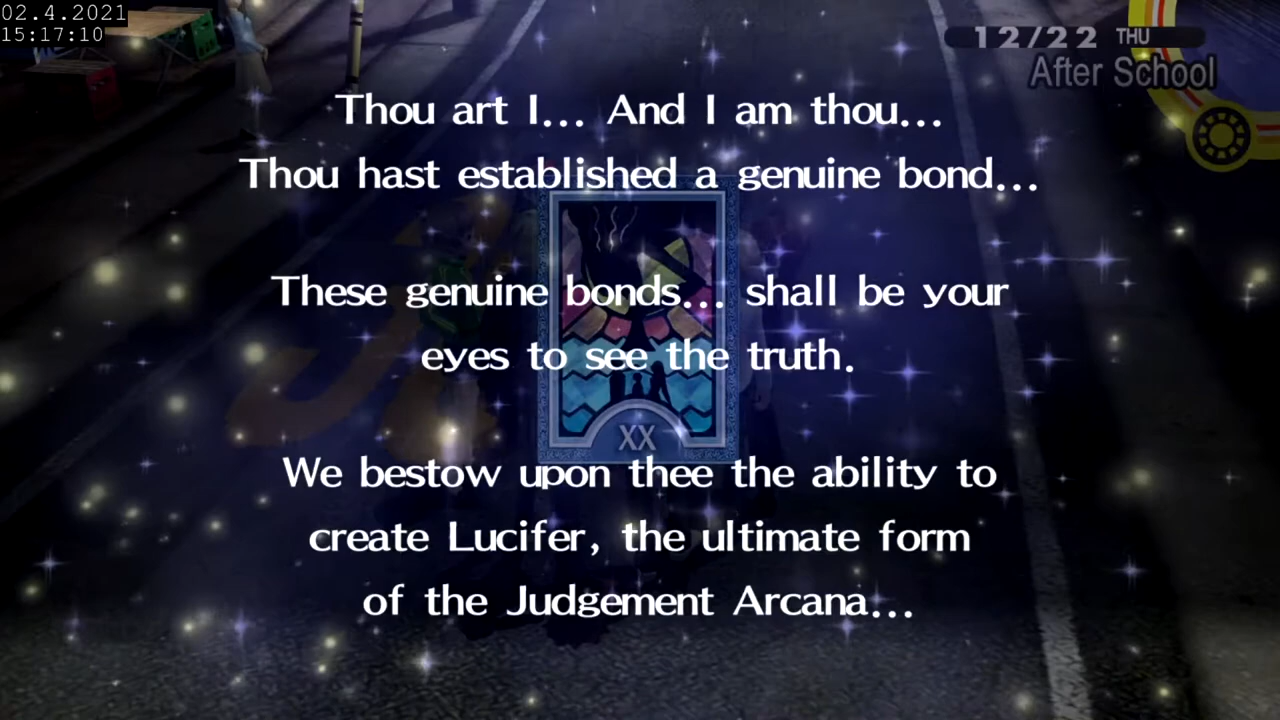 02.4.2021
15:17:10
12/22 THU
After School
Thou art I... And I am thou...
Thou hast established a genuine bond...
These genuine bonds... shall be your
eyes to see the truth.
XX
We bestow upon thee the ability to
create Lucifer, the ultimate form
of the Judgement Arcana...